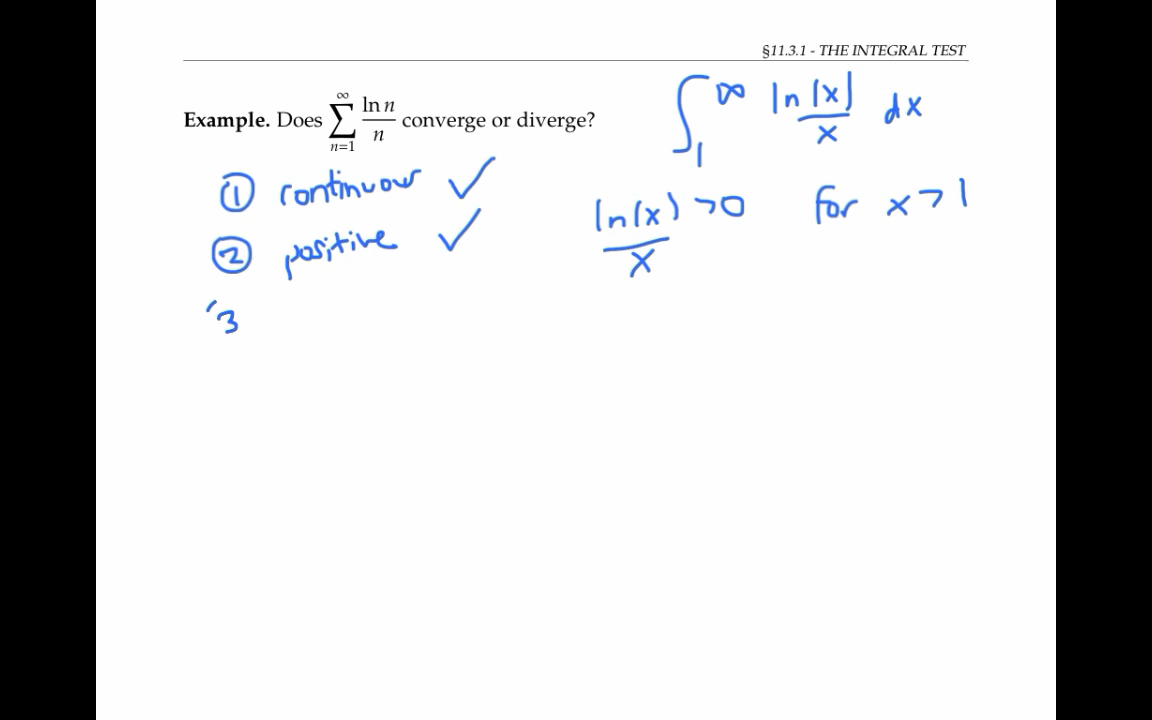 §11.3.1 - THE INTEGRAL TEST
Example. Does ∑_{n=1}^{∞} ln n / n converge or diverge?
∫_1^∞ ln(x)/x dx
① continuous ✓
ln(x)/x >0 for x > 1
② positive ✓
'3